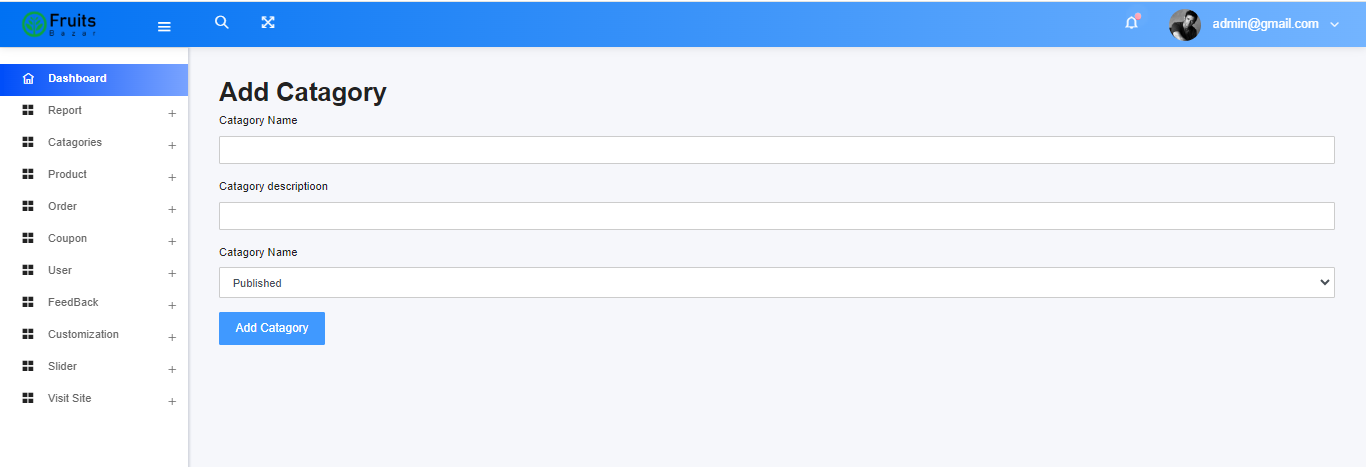 Fruits
Bazar
admin@gmail.com
Dashboard
Report
Catagories
Product
Order
Coupon
User
FeedBack
Customization
Slider
Visit Site
Add Catagory
Catagory Name
Catagory descriptioon
Catagory Name
Published
Add Catagory